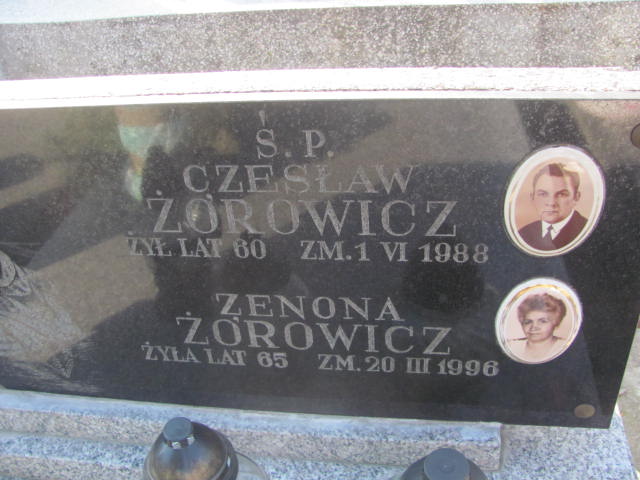 Ś. P.
CZESŁAW
ŻOROWICZ
ŻYŁ LAT 60 ZM. 1 VI 1988
ZENONA
ŻOROWICZ
ŻYŁA LAT 65 ZM. 20 III 1996